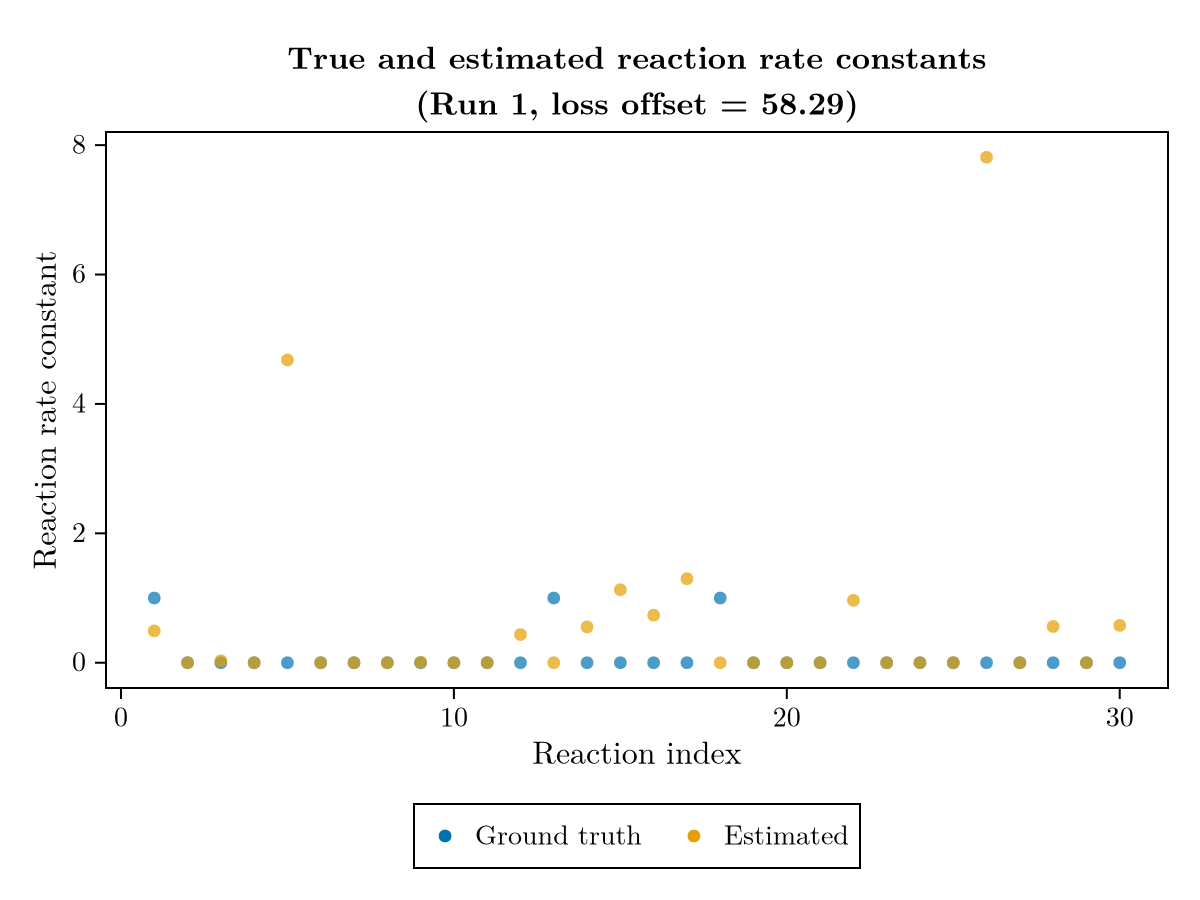 True and estimated reaction rate constants
(Run 1, loss offset = 58.29)
8
6
4
2
0
Reaction rate constant
0 10 20 30
Reaction index
Ground truth Estimated